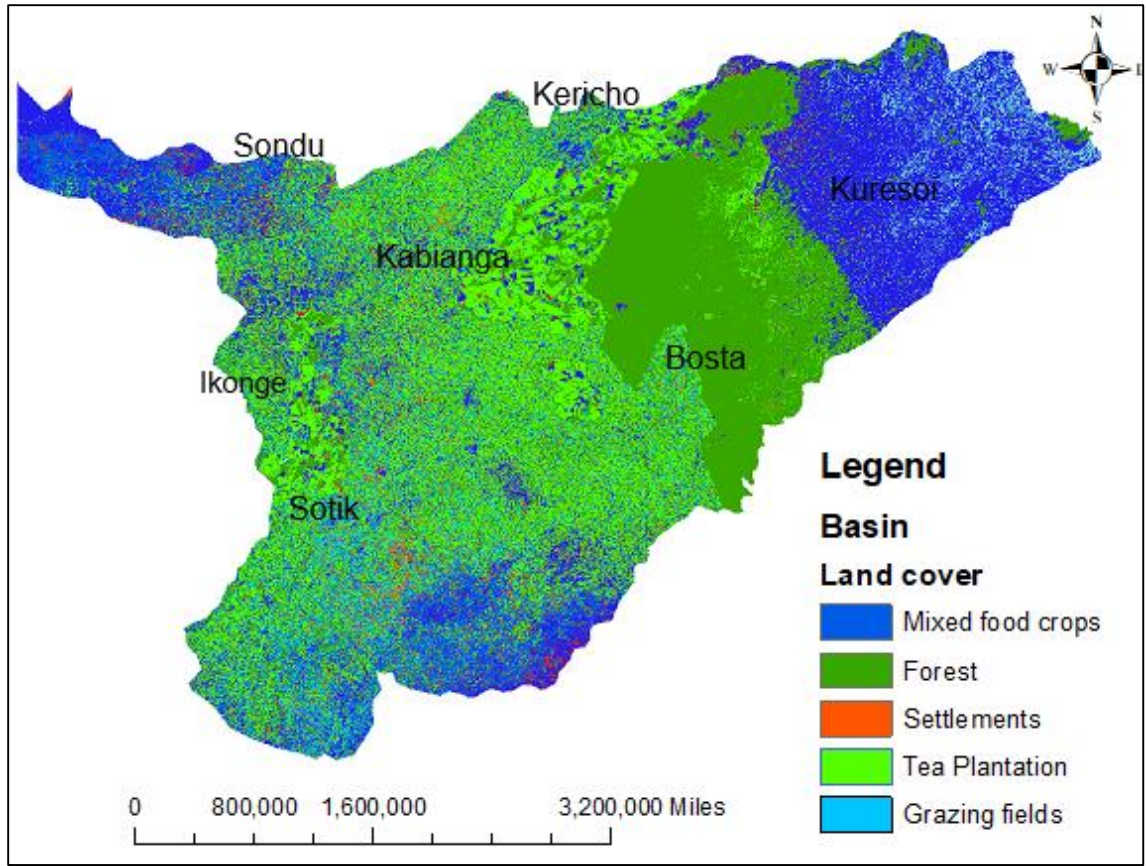 N
W E
S
Kericho
Sondu
Kuresoi
Kabianga
Bosta
Ikonge
Sotik
Legend
Basin
Land cover
Mixed food crops
Forest
Settlements
Tea Plantation
Grazing fields
0 800,000 1,600,000 3,200,000 Miles